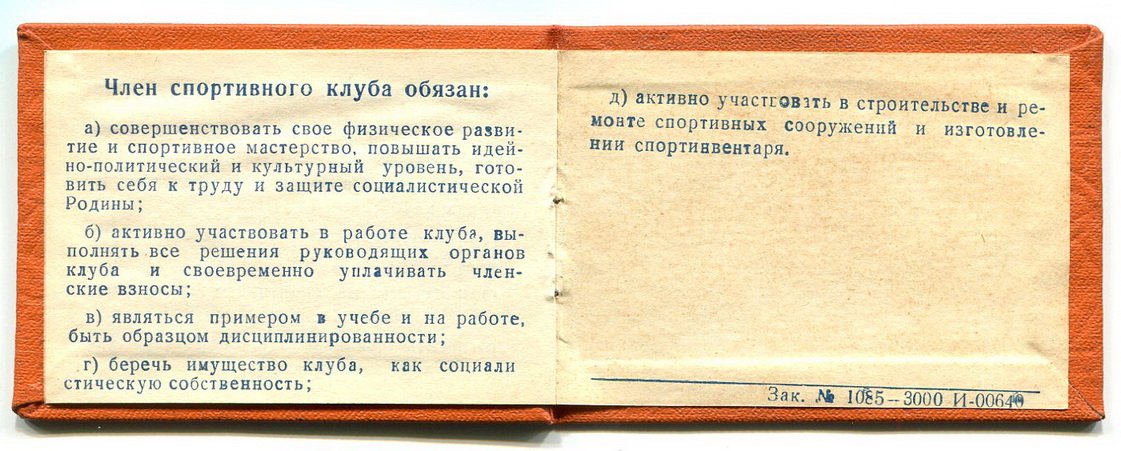 Член спортивного клуба обязан:
а) совершенствовать свое физическое разви-
тие и спортивное мастерство, повышать идей-
но-политический и культурный уровень, гото-
вить себя к труду и защите социалистической
Родины;
б) активно участвовать в работе клуба, вы-
полнять все решения руководящих органов
клуба и своевременно уплачивать член-
ские взносы;
в) являться примером в учебе и на работе,
быть образцом дисциплинированности;
г) беречь имущество клуба, как социали
стическую собственность;
д) активно участвовать в строительстве и ре-
монте спортивных сооружений и изготовле-
нии спортинвентаря.
Зак. № 1085—3000 И-00640